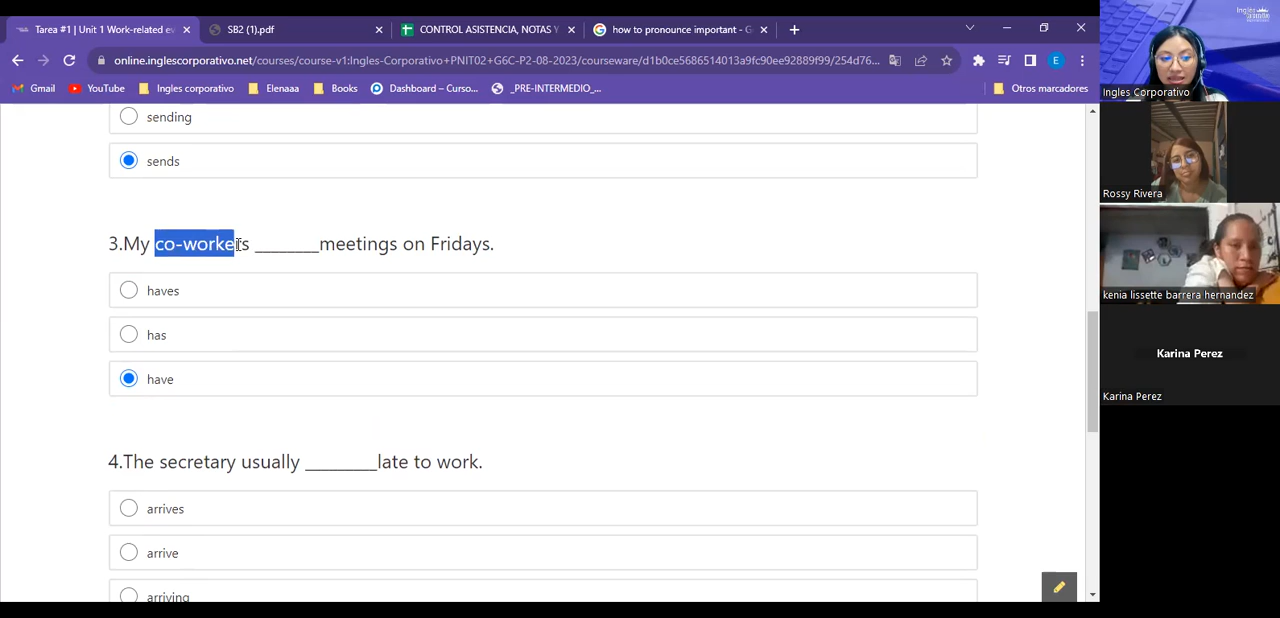 Tarea #1 | Unit 1 Work-related ev
SB2 (1).pdf
CONTROL ASISTENCIA, NOTAS Y
how to pronounce important - G
online.inglescorporativo.net/courses/course-v1:Ingles-Corporativo+PNIT02+G6C-P2-08-2023/courseware/d1b0ce5686514013a9fc90ee92889f99/254d76...
E
Gmail
YouTube
Ingles corporativo
Elenaaa
Books
Dashboard – Curso...
_PRE-INTERMEDIO_...
Otros marcadores
sending
sends
3.My co-workers ________meetings on Fridays.
haves
has
have
4.The secretary usually _________late to work.
arrives
arrive
arriving
Ingles Corporativo
Rossy Rivera
kenia lissette barrera hernandez
Karina Perez
Karina Perez